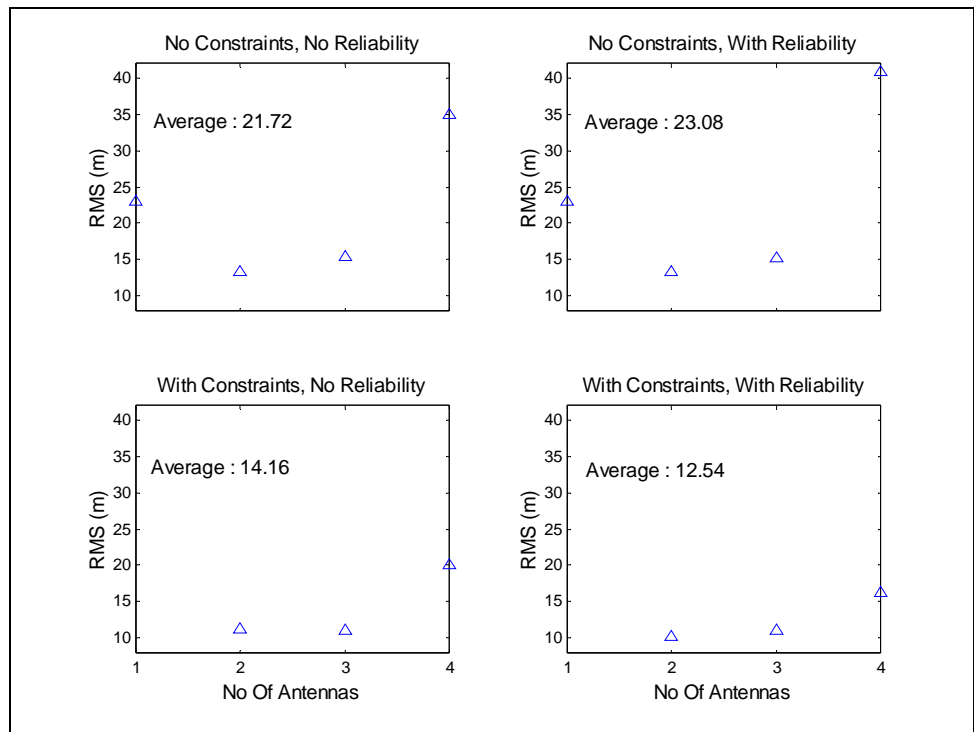 No Constraints, No Reliability
40
35
30
25
20
15
10
RMS (m)
Average : 21.72
No Constraints, With Reliability
40
35
30
25
20
15
10
RMS (m)
Average : 23.08
With Constraints, No Reliability
40
35
30
25
20
15
10
RMS (m)
Average : 14.16
1 2 3 4
No Of Antennas
With Constraints, With Reliability
40
35
30
25
20
15
10
RMS (m)
Average : 12.54
1 2 3 4
No Of Antennas